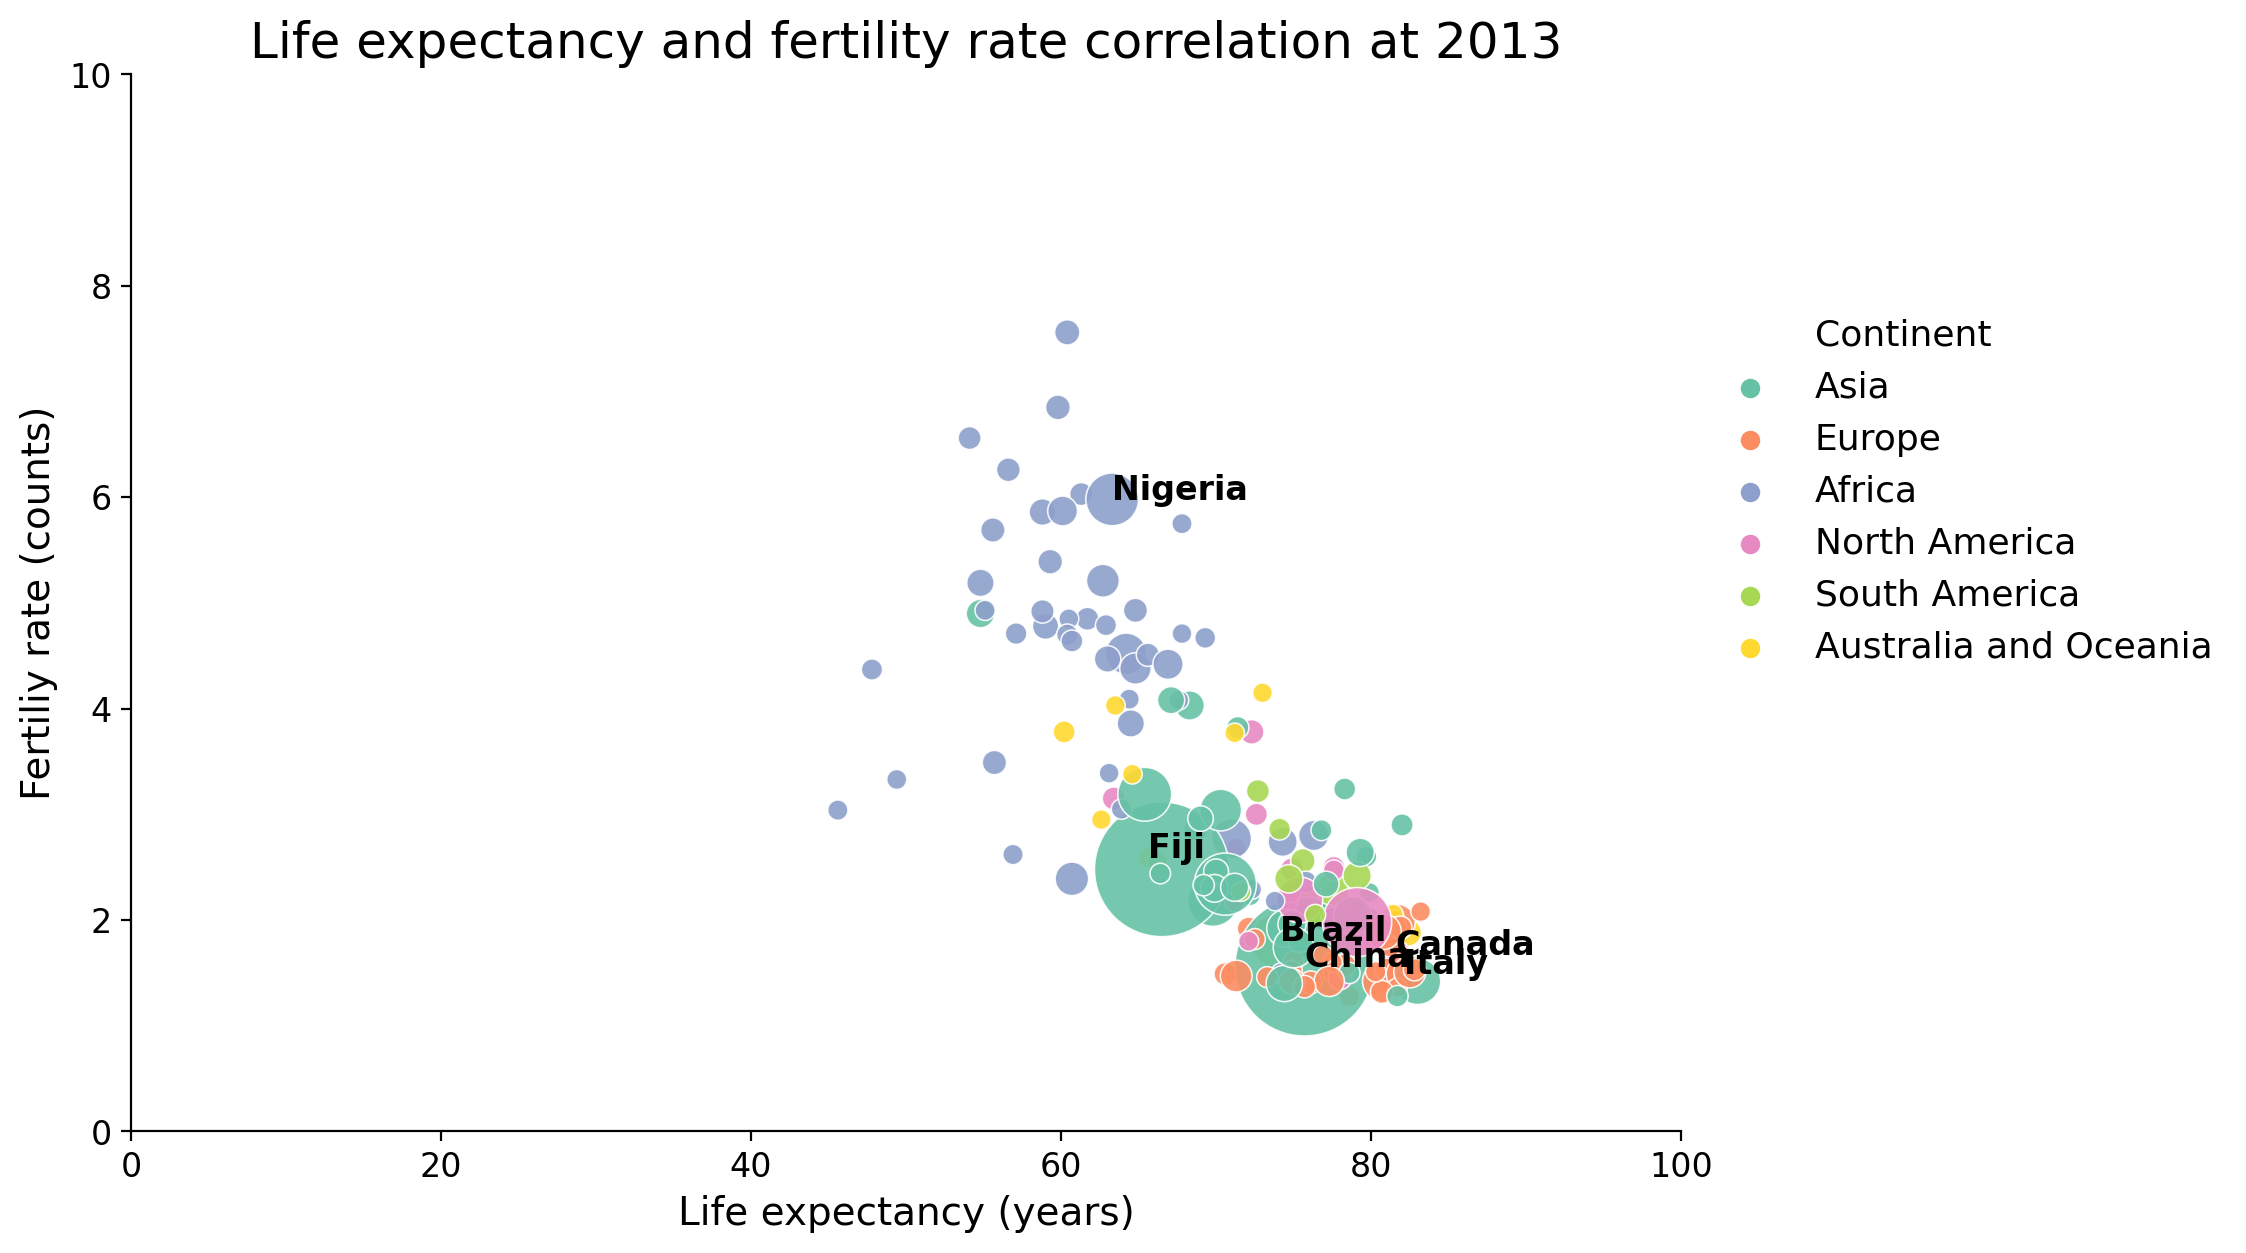 Life expectancy and fertility rate correlation at 2013
10
8
6
4
2
0
Fertiliy rate (counts)
0 20 40 60 80 100
Life expectancy (years)
Nigeria
Fiji
Brazil
Canada
China
Italy
Continent
Asia
Europe
Africa
North America
South America
Australia and Oceania